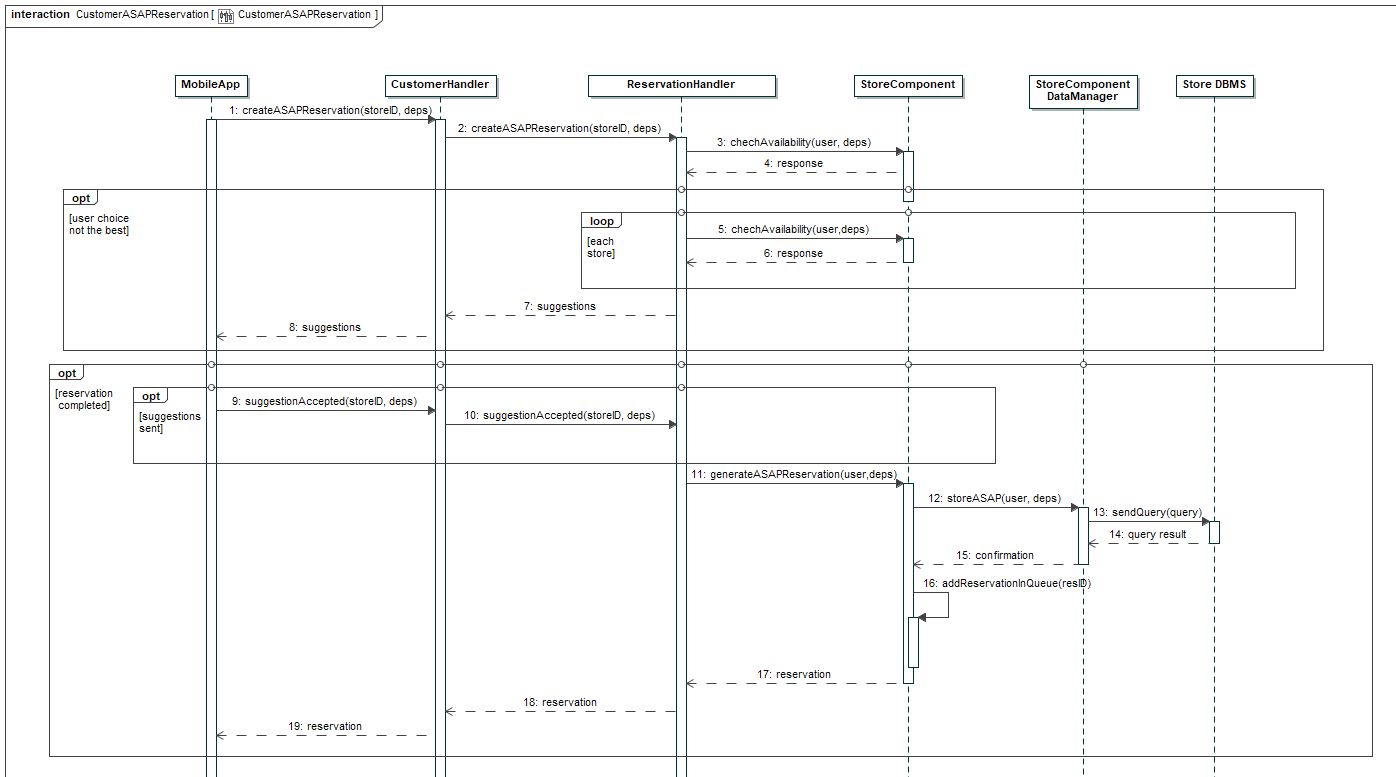 interaction CustomerASAPReservation [ CustomerASAPReservation ]
MobileApp
CustomerHandler
ReservationHandler
StoreComponent
StoreComponent
DataManager
Store DBMS
1: createASAPReservation(storeID, deps)
2: createASAPReservation(storeID, deps)
3: chechAvailability(user, deps)
4: response
opt
[user choice
not the best]
loop
[each
store]
5: chechAvailability(user,deps)
6: response
7: suggestions
8: suggestions
opt
[reservation
completed]
opt
[suggestions
sent]
9: suggestionAccepted(storeID, deps)
10: suggestionAccepted(storeID, deps)
11: generateASAPReservation(user,deps)
12: storeASAP(user, deps)
13: sendQuery(query)
14: query result
15: confirmation
16: addReservationInQueue(resID)
17: reservation
18: reservation
19: reservation